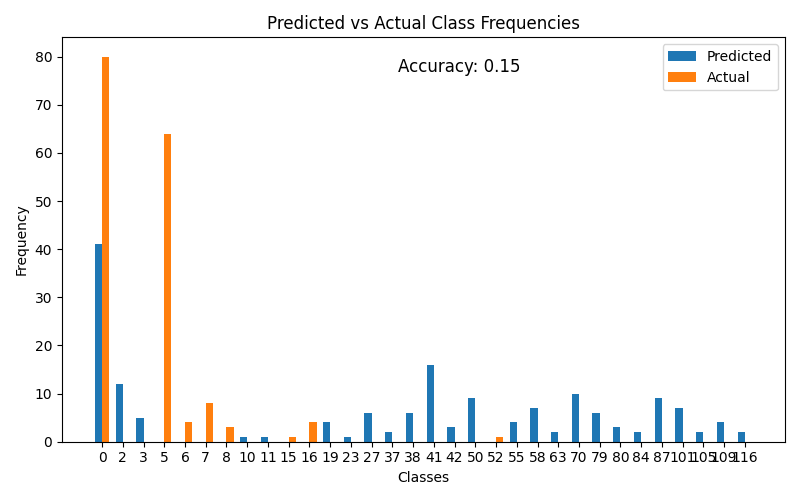 Predicted vs Actual Class Frequencies
Accuracy: 0.15
Predicted
Actual
Frequency
80
70
60
50
40
30
20
10
0
0 2 3 5 6 7 8 10 11 15 16 19 23 27 37 38 41 42 50 52 55 58 63 70 79 80 84 87 101 105 109 116
Classes